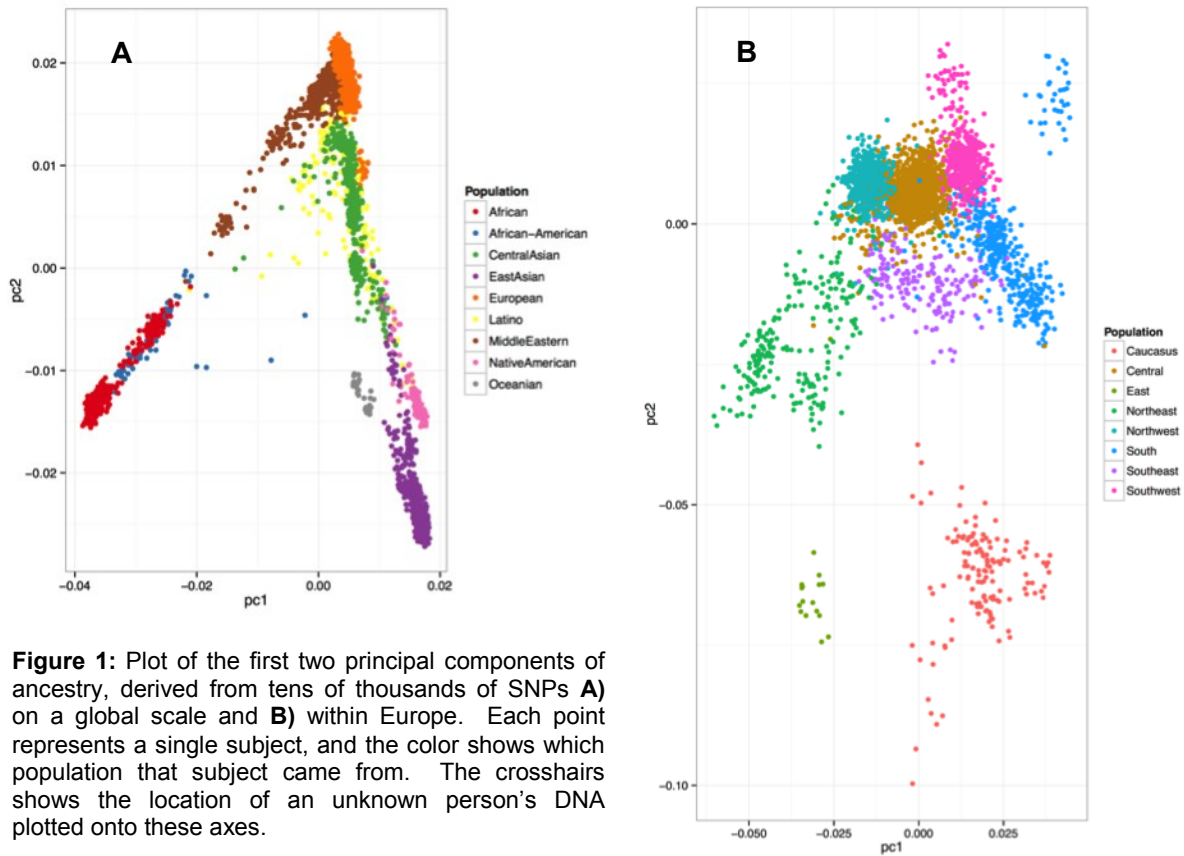 A
0.02
0.01
0.00
−0.01
−0.02
pc2
−0.04
−0.02
0.00
0.02
pc1
Population
African
African−American
CentralAsian
EastAsian
European
Latino
MiddleEastern
NativeAmerican
Oceanian
B
0.00
−0.05
−0.10
pc2
−0.050
−0.025
0.000
0.025
pc1
Population
Caucasus
Central
East
Northeast
Northwest
South
Southeast
Southwest
Figure 1: Plot of the first two principal components of
ancestry, derived from tens of thousands of SNPs A)
on a global scale and B) within Europe. Each point
represents a single subject, and the color shows which
population that subject came from. The crosshairs
shows the location of an unknown person's DNA
plotted onto these axes.